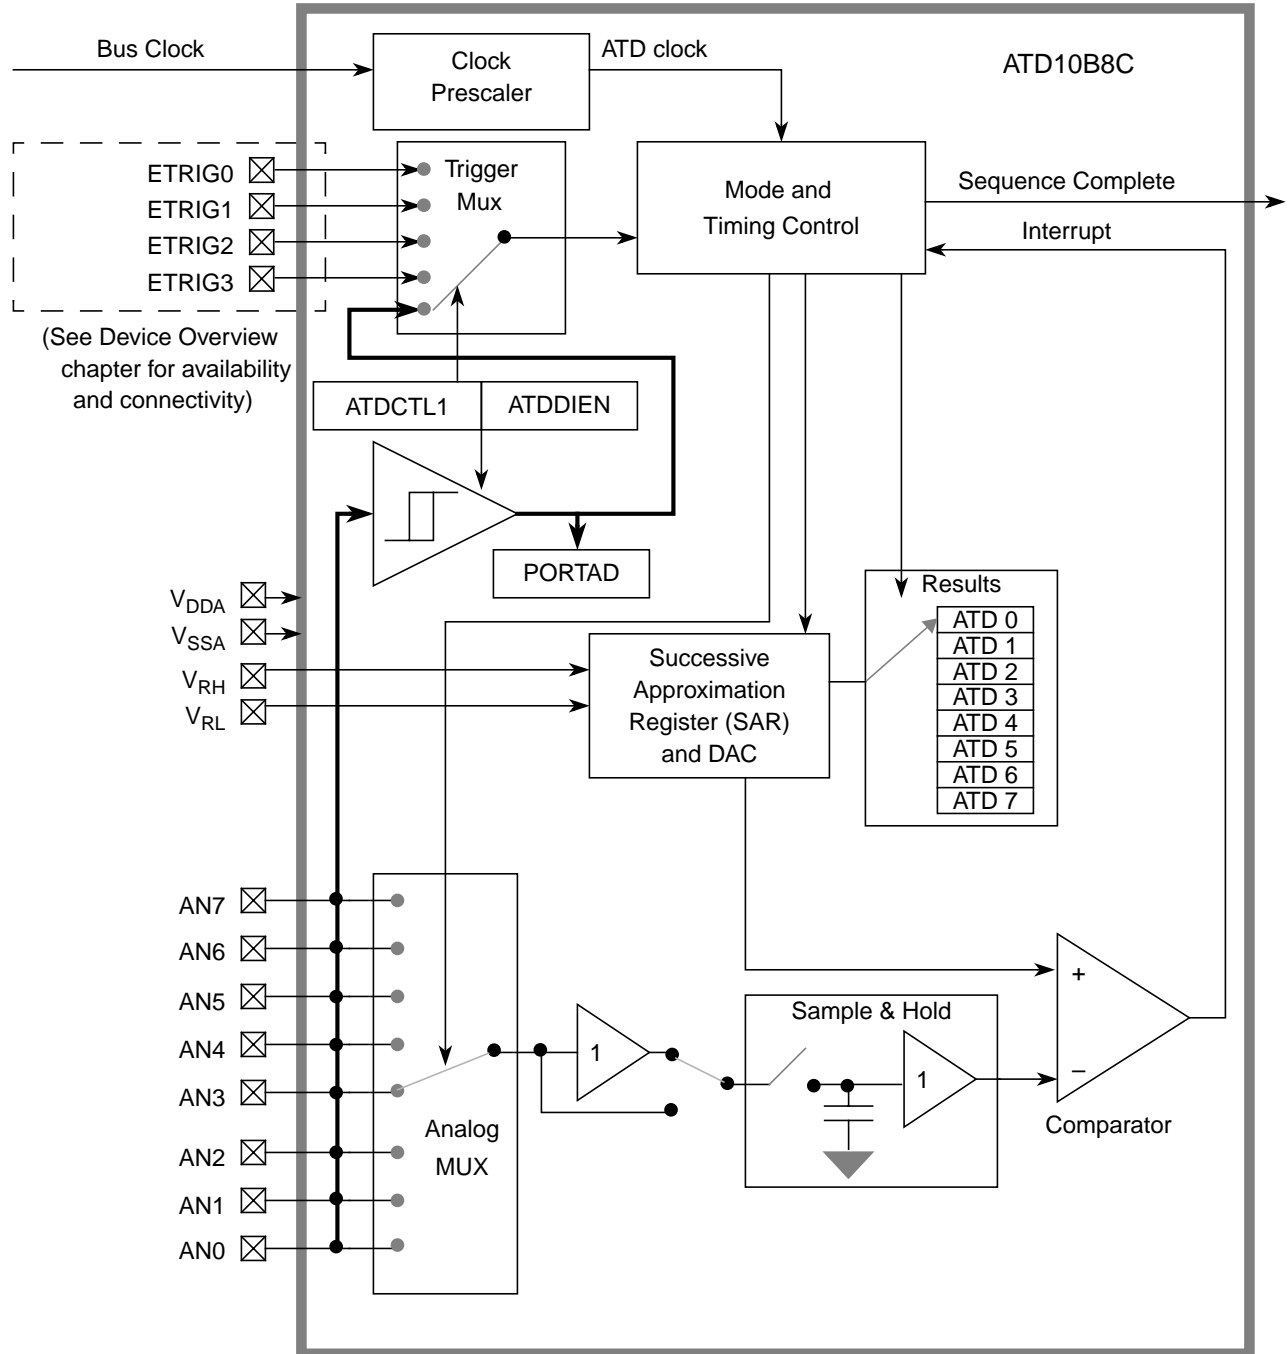 Bus Clock
Clock
Prescaler
ATD clock
ATD10B8C
ETRIG0
ETRIG1
ETRIG2
ETRIG3
(See Device Overview
chapter for availability
and connectivity)
Trigger
Mux
Mode and
Timing Control
Sequence Complete
Interrupt
ATDCTL1
ATDDIEN
PORTAD
VDDA
VSSA
VRH
VRL
Successive
Approximation
Register (SAR)
and DAC
Results
ATD 0
ATD 1
ATD 2
ATD 3
ATD 4
ATD 5
ATD 6
ATD 7
AN7
AN6
AN5
AN4
AN3
AN2
AN1
AN0
Analog
MUX
1
Sample & Hold
1
+
−
Comparator